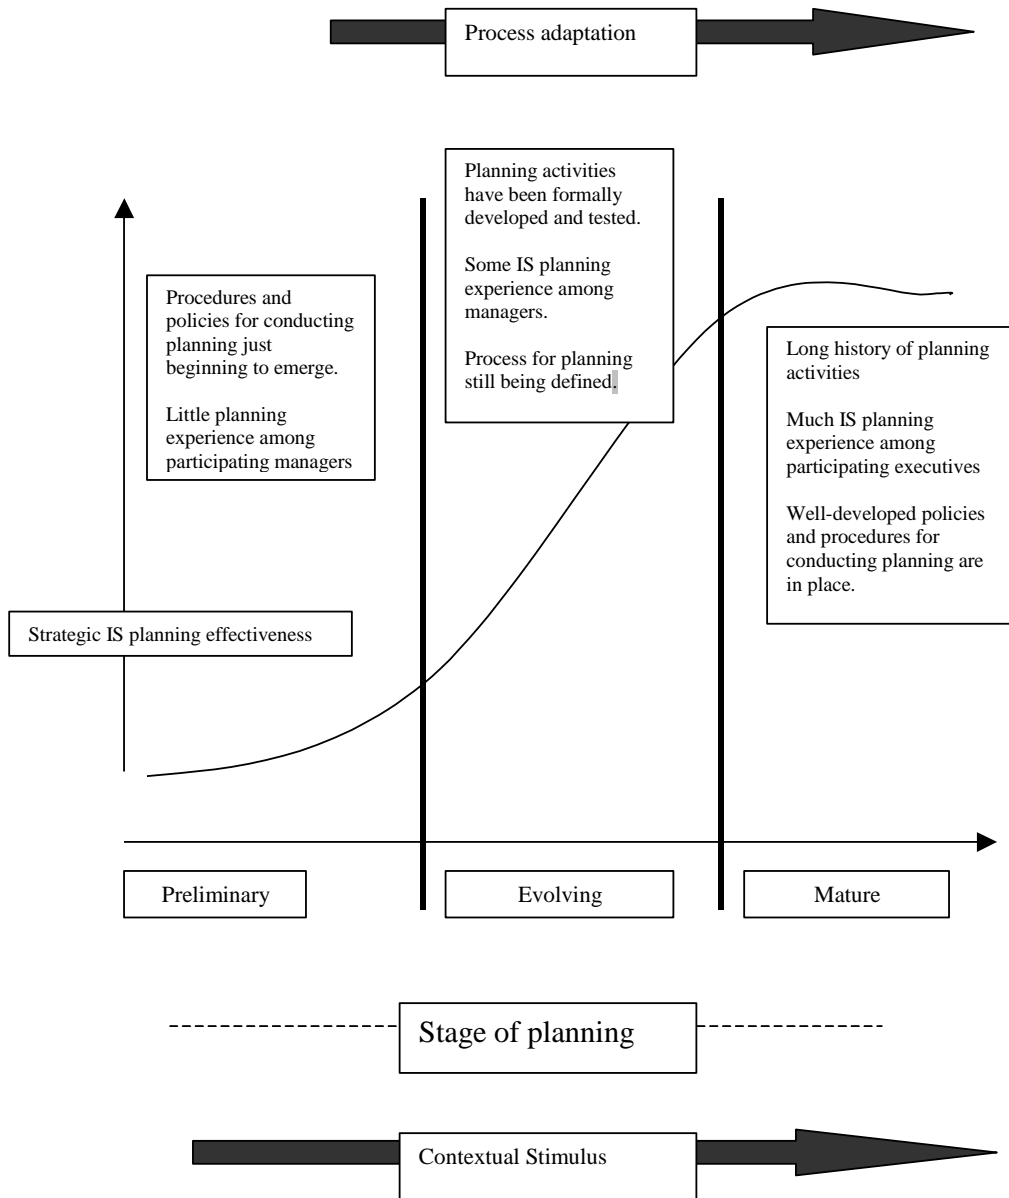 Process adaptation
Planning activities
have been formally
developed and tested.
Some IS planning
experience among
managers.
Process for planning
still being defined.
Procedures and
policies for conducting
planning just
beginning to emerge.
Little planning
experience among
participating managers
Long history of planning
activities
Much IS planning
experience among
participating executives
Well-developed policies
and procedures for
conducting planning are
in place.
Strategic IS planning effectiveness
Preliminary
Evolving
Mature
Stage of planning
Contextual Stimulus